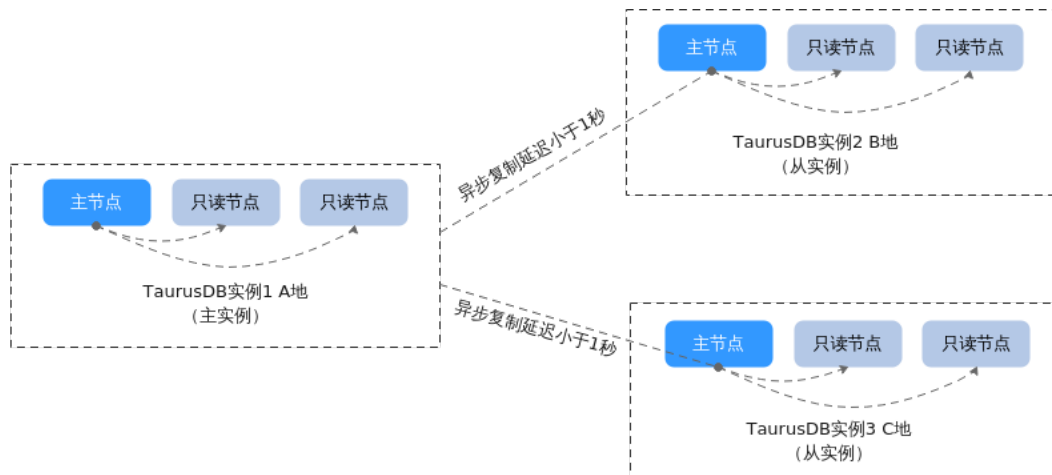 主节点
只读节点
只读节点
TaurusDB实例1 A地
（主实例）
异步复制延迟小于1秒
主节点
只读节点
只读节点
TaurusDB实例2 B地
（从实例）
异步复制延迟小于1秒
主节点
只读节点
只读节点
TaurusDB实例3 C地
（从实例）